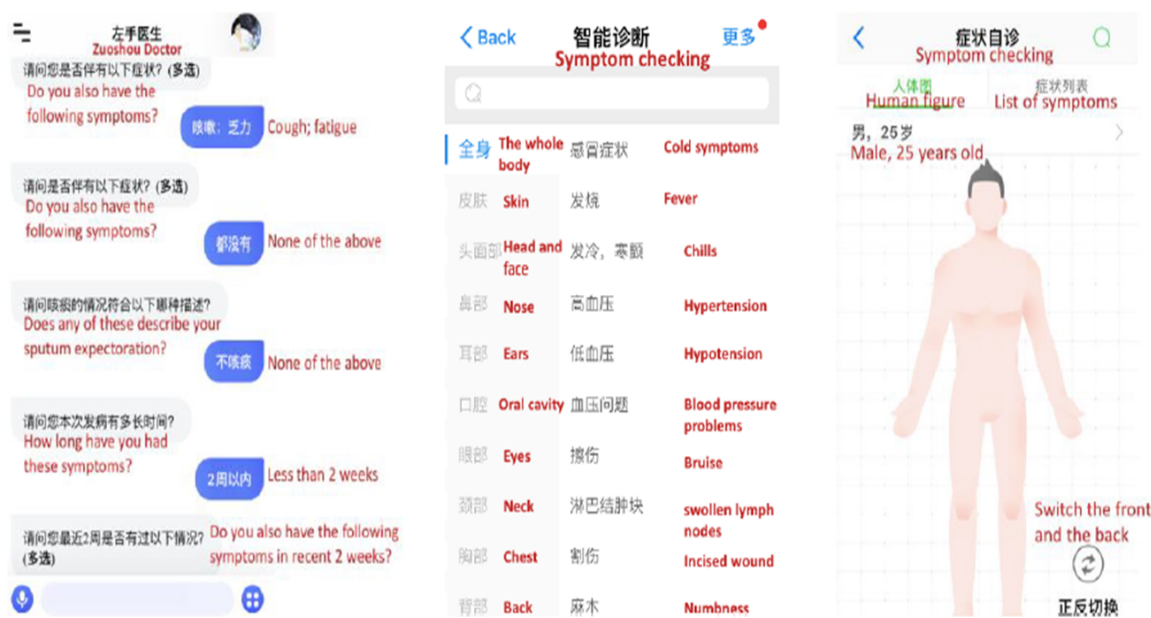 左手医生
Zuoshou Doctor
请问您是否伴有以下症状? (多选)
Do you also have the
following symptoms?
咳嗽; 乏力
Cough; fatigue
请问是否伴有以下症状? (多选)
Do you also have the
following symptoms?
都没有
None of the above
请问咳痰的情况符合以下哪种描述?
Does any of these describe your
sputum expectoration?
不咳痰
None of the above
请问您本次发病有多长时间?
How long have you had
these symptoms?
2周以内
Less than 2 weeks
请问您最近2周是否有过以下情况?
(多选)
Do you also have the following
symptoms in recent 2 weeks?
Back
智能诊断
更多
Symptom checking
全身 The whole body 感冒症状 Cold symptoms
皮肤 Skin 发烧 Fever
头面部 Head and face 发冷，寒颤 Chills
鼻部 Nose 高血压 Hypertension
耳部 Ears 低血压 Hypotension
口腔 Oral cavity 血压问题 Blood pressure problems
眼部 Eyes 擦伤 Bruise
颈部 Neck 淋巴结肿块 swollen lymph nodes
胸部 Chest 割伤 Incised wound
背部 Back 麻木 Numbness
症状自诊
Symptom checking
人体图
Human figure
症状列表
List of symptoms
男，25岁
Male, 25 years old
Switch the front
and the back
正反切换